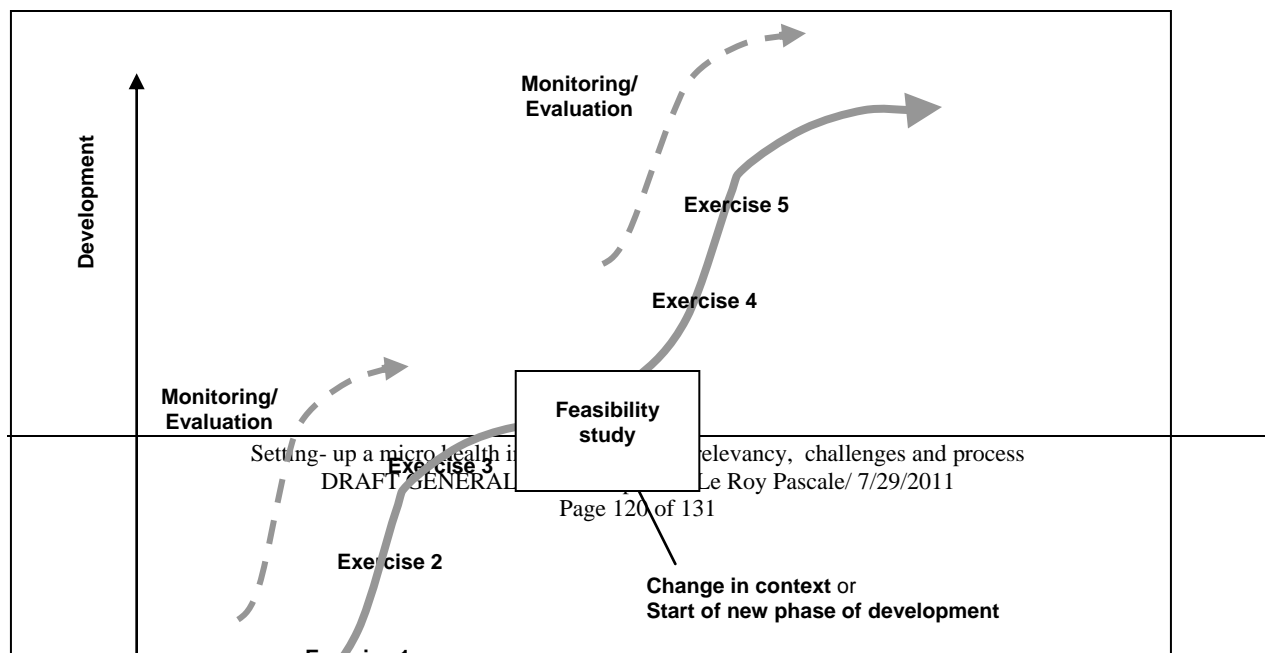 Monitoring/
Evaluation
Development
Exercise 5
Exercise 4
Monitoring/
Evaluation
Feasibility
study
Setting- up a micro health in relevancy, challenges and process
Exercise 3
DRAFT GENERAL Le Roy Pascale/ 7/29/2011
Page 120 of 131
Exercise 2
Change in context or
Start of new phase of development